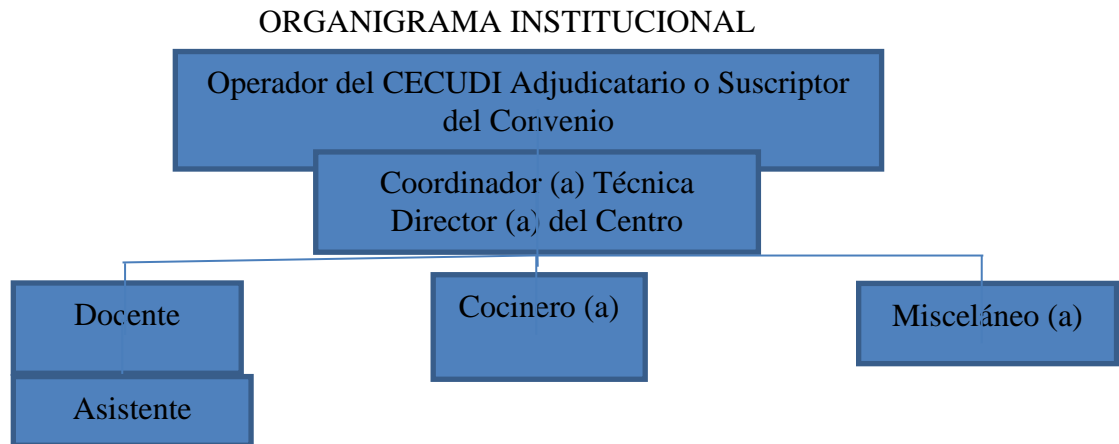 ORGANIGRAMA INSTITUCIONAL
Operador del CECUDI Adjudicatario o Suscriptor
del Convenio
Coordinador (a) Técnica
Director (a) del Centro
Docente
Cocinero (a)
Misceláneo (a)
Asistente